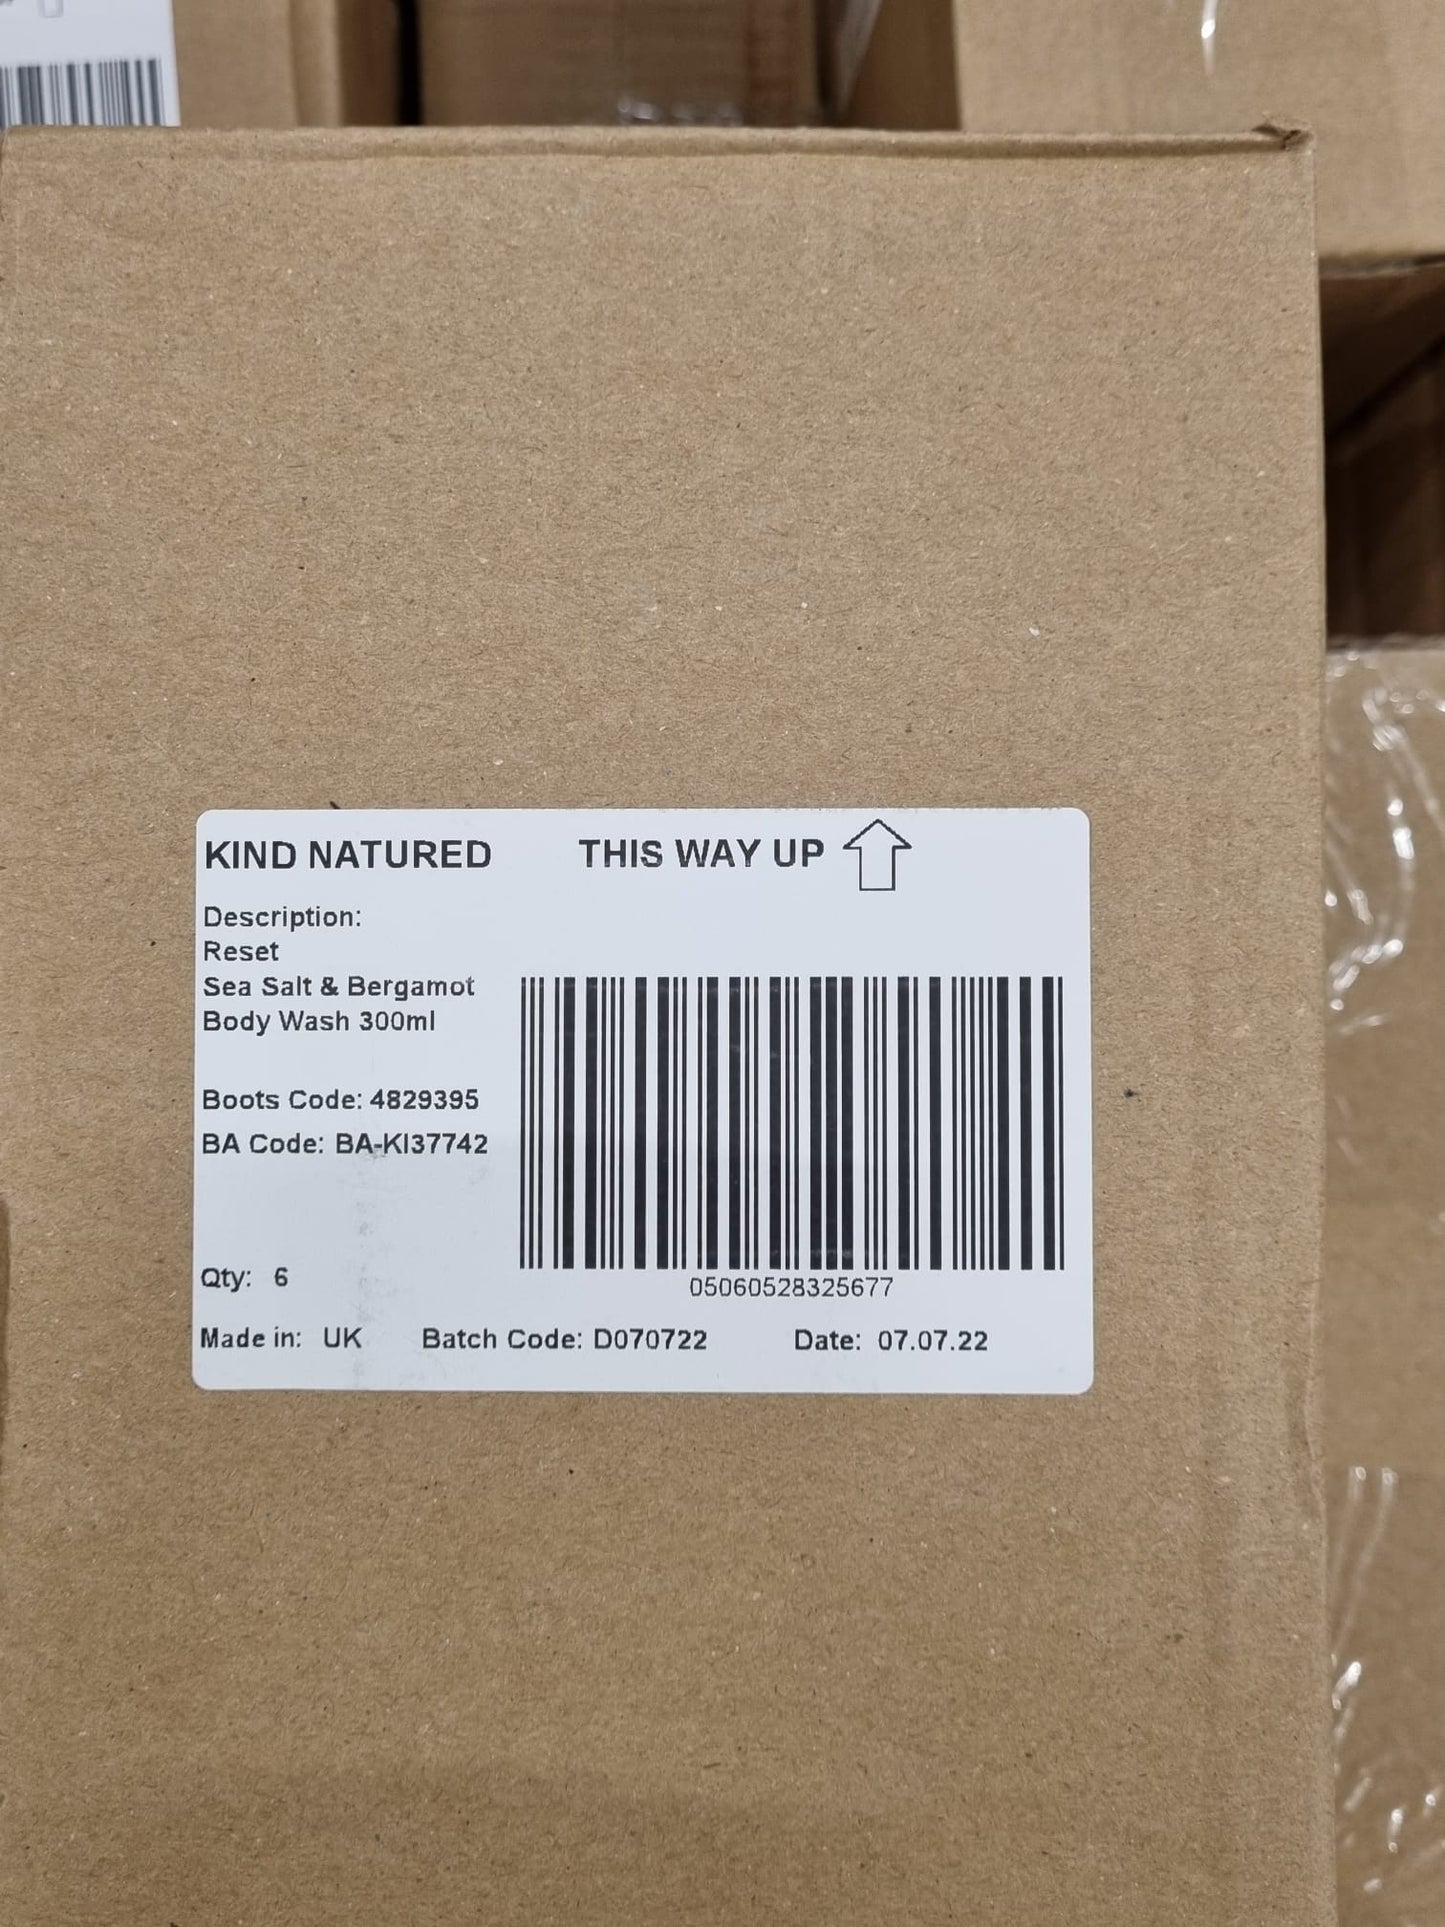 KIND NATURED THIS WAY UP
Description:
Reset
Sea Salt & Bergamot
Body Wash 300ml
Boots Code: 4829395
BA Code: BA-KI37742
05060528325677
Qty: 6
Made in: UK Batch Code: D070722 Date: 07.07.22